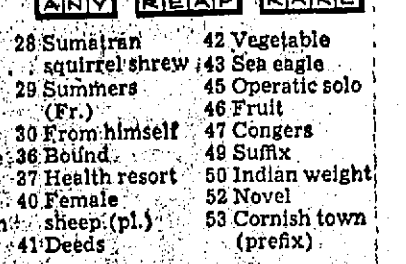 ANY REAP
28 Sumatran
squirrel shrew
29 Summers
(Fr.)
30 From himself
36 Bound
37 Health resort
40 Female
sheep (pl.)
41 Deeds
42 Vegetable
43 Sea eagle
45 Operatic solo
46 Fruit
47 Congers
49 Suffix
50 Indian weight
52 Novel
53 Cornish town
(prefix)